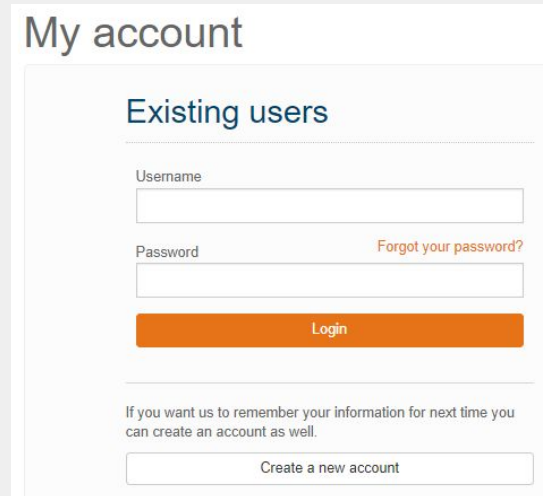 My account
Existing users
Username
Password
Forgot your password?
Login
If you want us to remember your information for next time you
can create an account as well.
Create a new account